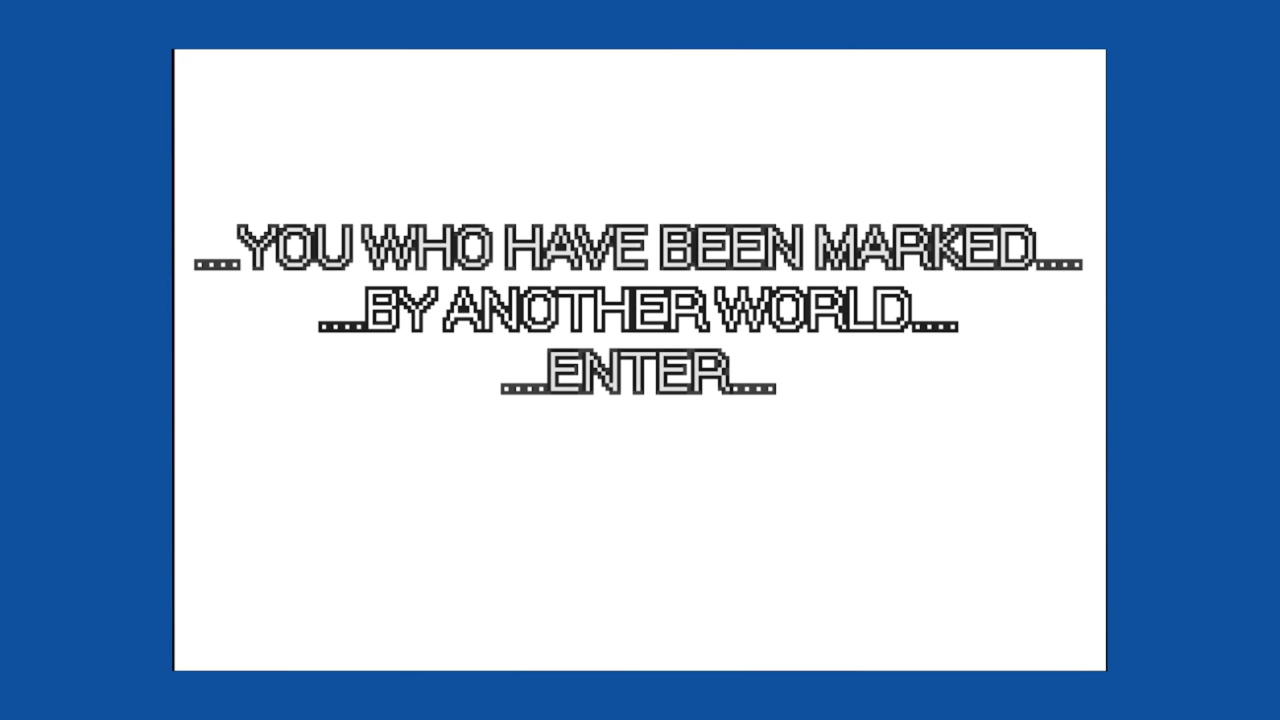 ....YOU WHO HAVE BEEN MARKED....
....BY ANOTHER WORLD....
....ENTER....